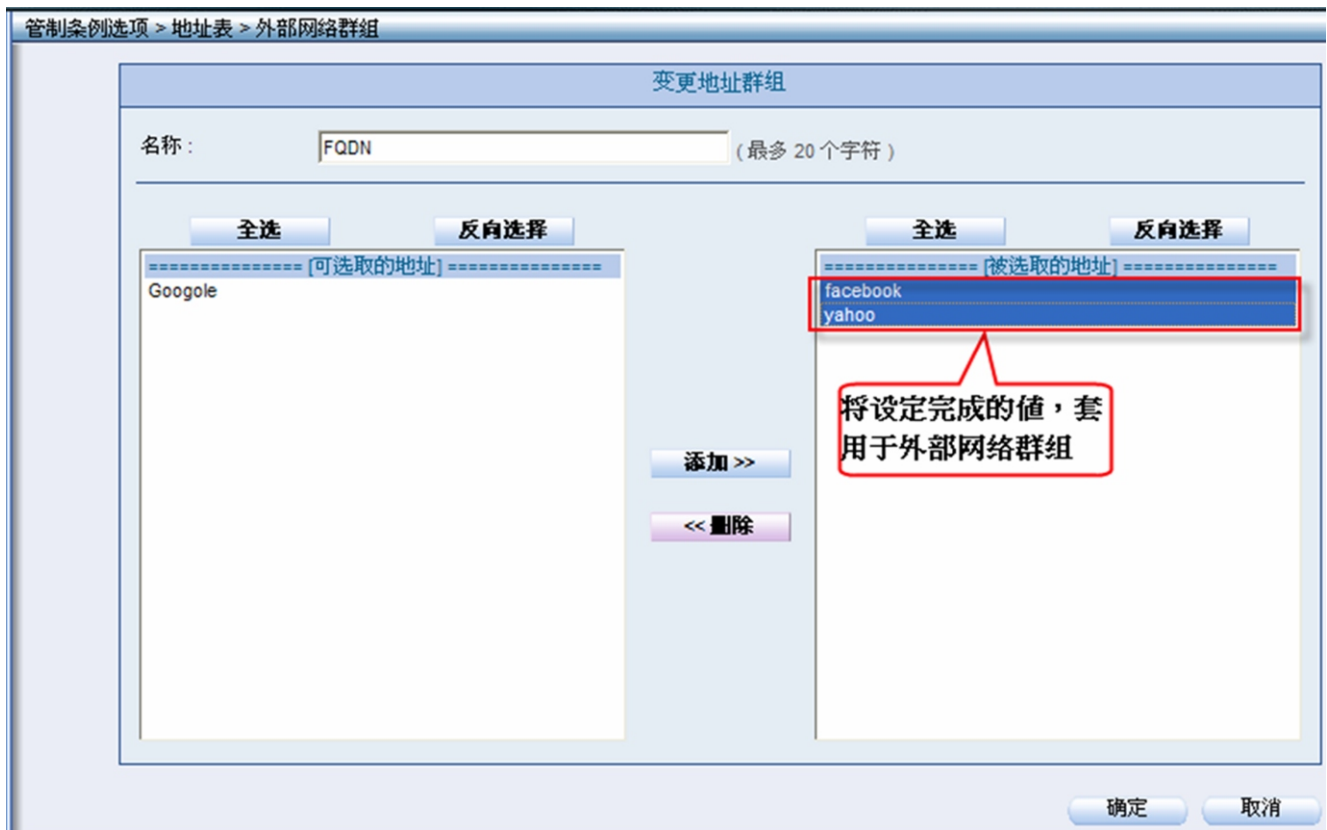 管制条例选项 > 地址表 > 外部网络群组
变更地址群组
名称 : FQDN ( 最多 20 个字符 )
全选 反向选择 全选 反向选择
=============== [可选取的地址] ===============
Googole
=============== [被选取的地址] ===============
facebook
yahoo
将设定完成的值，套
用于外部网络群组
添加 >>
<< 删除
确定 取消